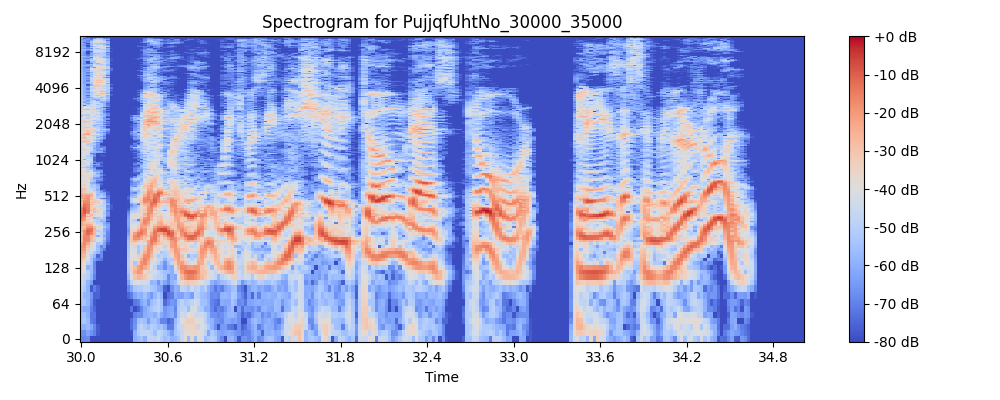 Spectrogram for PujjqfUhtNo_30000_35000
8192
4096
2048
1024
512
256
128
64
0
Hz
30.0 30.6 31.2 31.8 32.4 33.0 33.6 34.2 34.8
Time
+0 dB
-10 dB
-20 dB
-30 dB
-40 dB
-50 dB
-60 dB
-70 dB
-80 dB